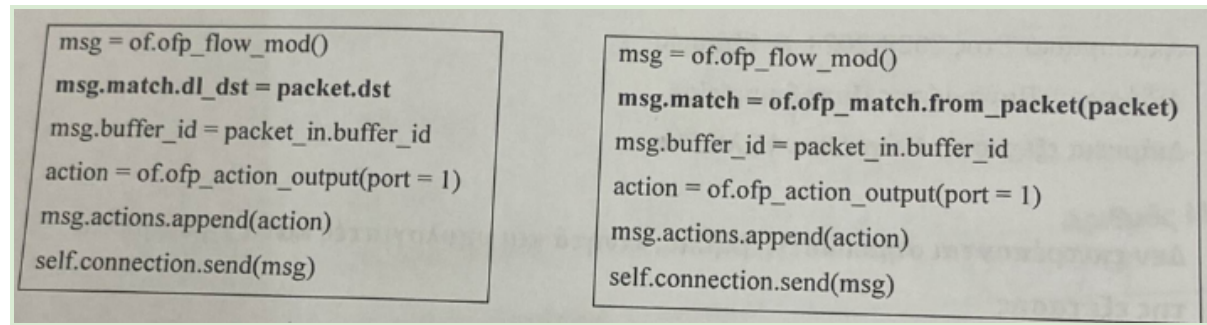 msg = of.ofp_flow_mod()
msg.match.dl_dst = packet.dst
msg.buffer_id = packet_in.buffer_id
action = of.ofp_action_output(port = 1)
msg.actions.append(action)
self.connection.send(msg)
msg = of.ofp_flow_mod()
msg.match = of.ofp_match.from_packet(packet)
msg.buffer_id = packet_in.buffer_id
action = of.ofp_action_output(port = 1)
msg.actions.append(action)
self.connection.send(msg)